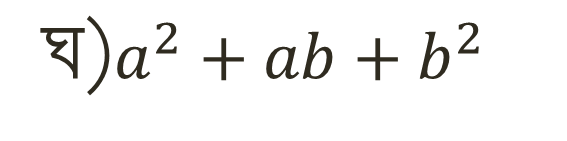 ঘ)a² + ab + b²